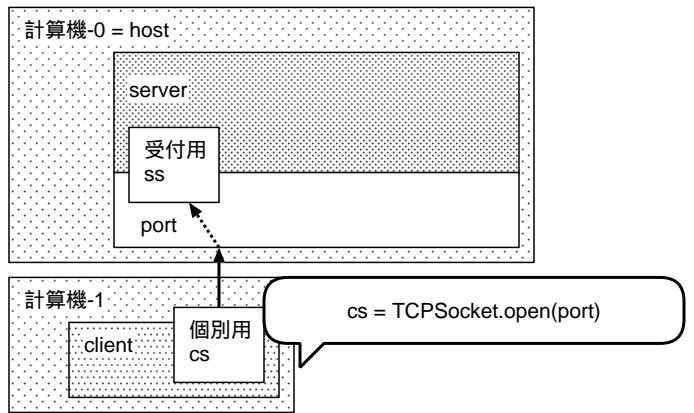 計算機-0 = host
server
受付用
ss
port
計算機-1
個別用
client
cs
cs = TCPSocket.open(port)